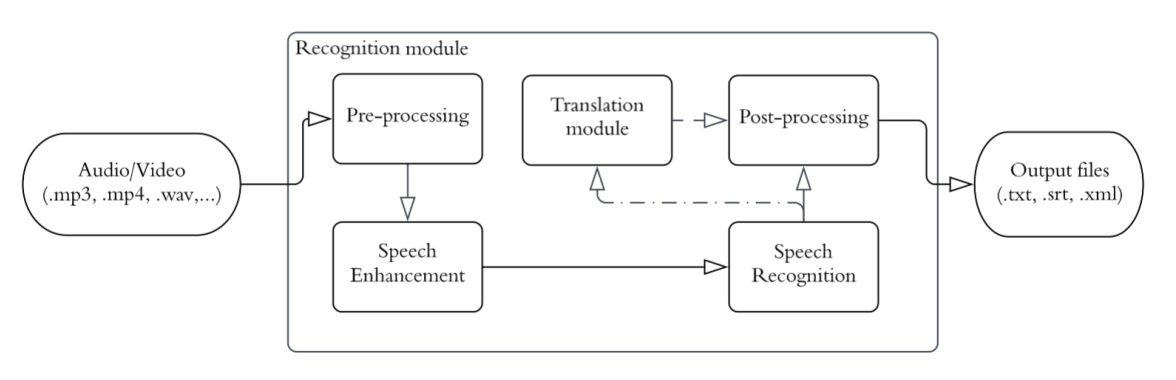 Recognition module
Audio/Video
(.mp3, .mp4, .wav,...)
Pre-processing
Speech
Enhancement
Translation
module
Post-processing
Speech
Recognition
Output files
(.txt, .srt, .xml)